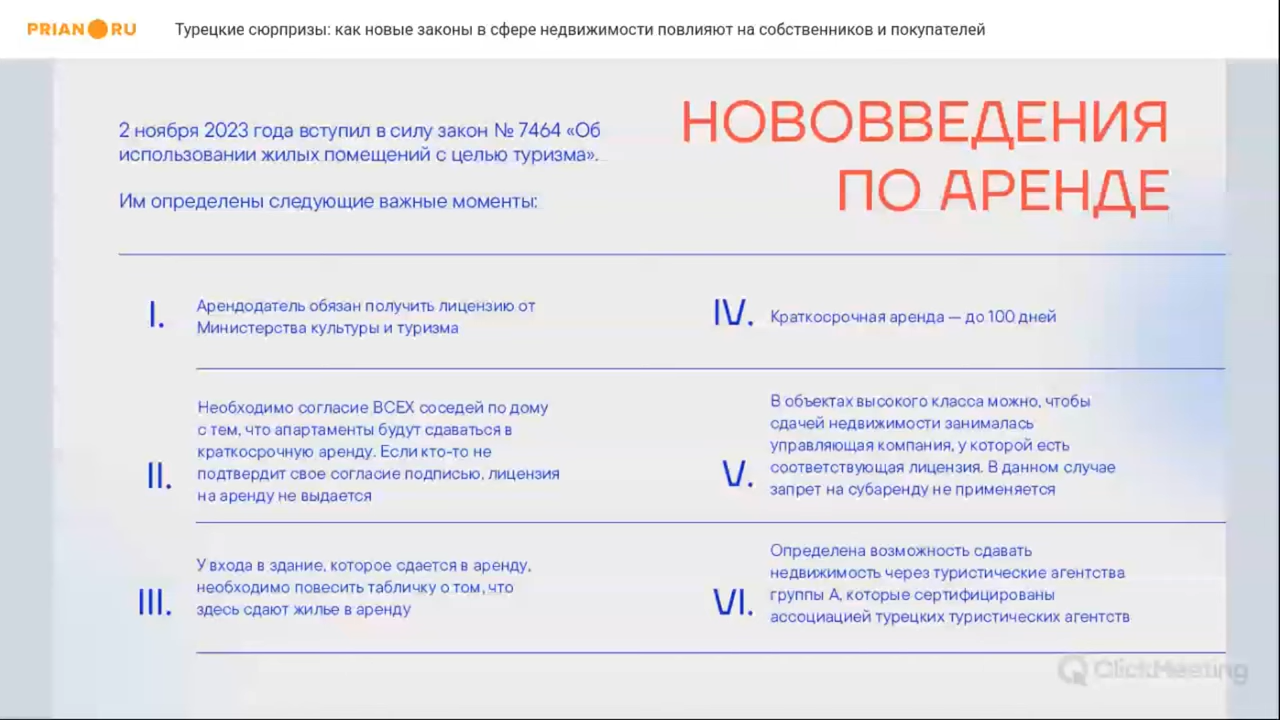 PRIAN RU
Турецкие сюрпризы: как новые законы в сфере недвижимости повлияют на собственников и покупателей
2 ноября 2023 года вступил в силу закон № 7464 «Об
использовании жилых помещений с целью туризма».
Им определены следующие важные моменты:
НОВОВВЕДЕНИЯ
ПО АРЕНДЕ
I.
Арендодатель обязан получить лицензию от
Министерства культуры и туризма
II.
Необходимо согласие ВСЕХ соседей по дому
с тем, что апартаменты будут сдаваться в
краткосрочную аренду. Если кто-то не
подтвердит свое согласие подписью, лицензия
на аренду не выдается
III.
У входа в здание, которое сдается в аренду,
необходимо повесить табличку о том, что
здесь сдают жилье в аренду
IV.
Краткосрочная аренда — до 100 дней
V.
В объектах высокого класса можно, чтобы
сдачей недвижимости занималась
управляющая компания, у которой есть
соответствующая лицензия. В данном случае
запрет на субаренду не применяется
VI.
Определена возможность сдавать
недвижимость через туристические агентства
группы А, которые сертифицированы
ассоциацией турецких туристических агентств
ClickMeeting